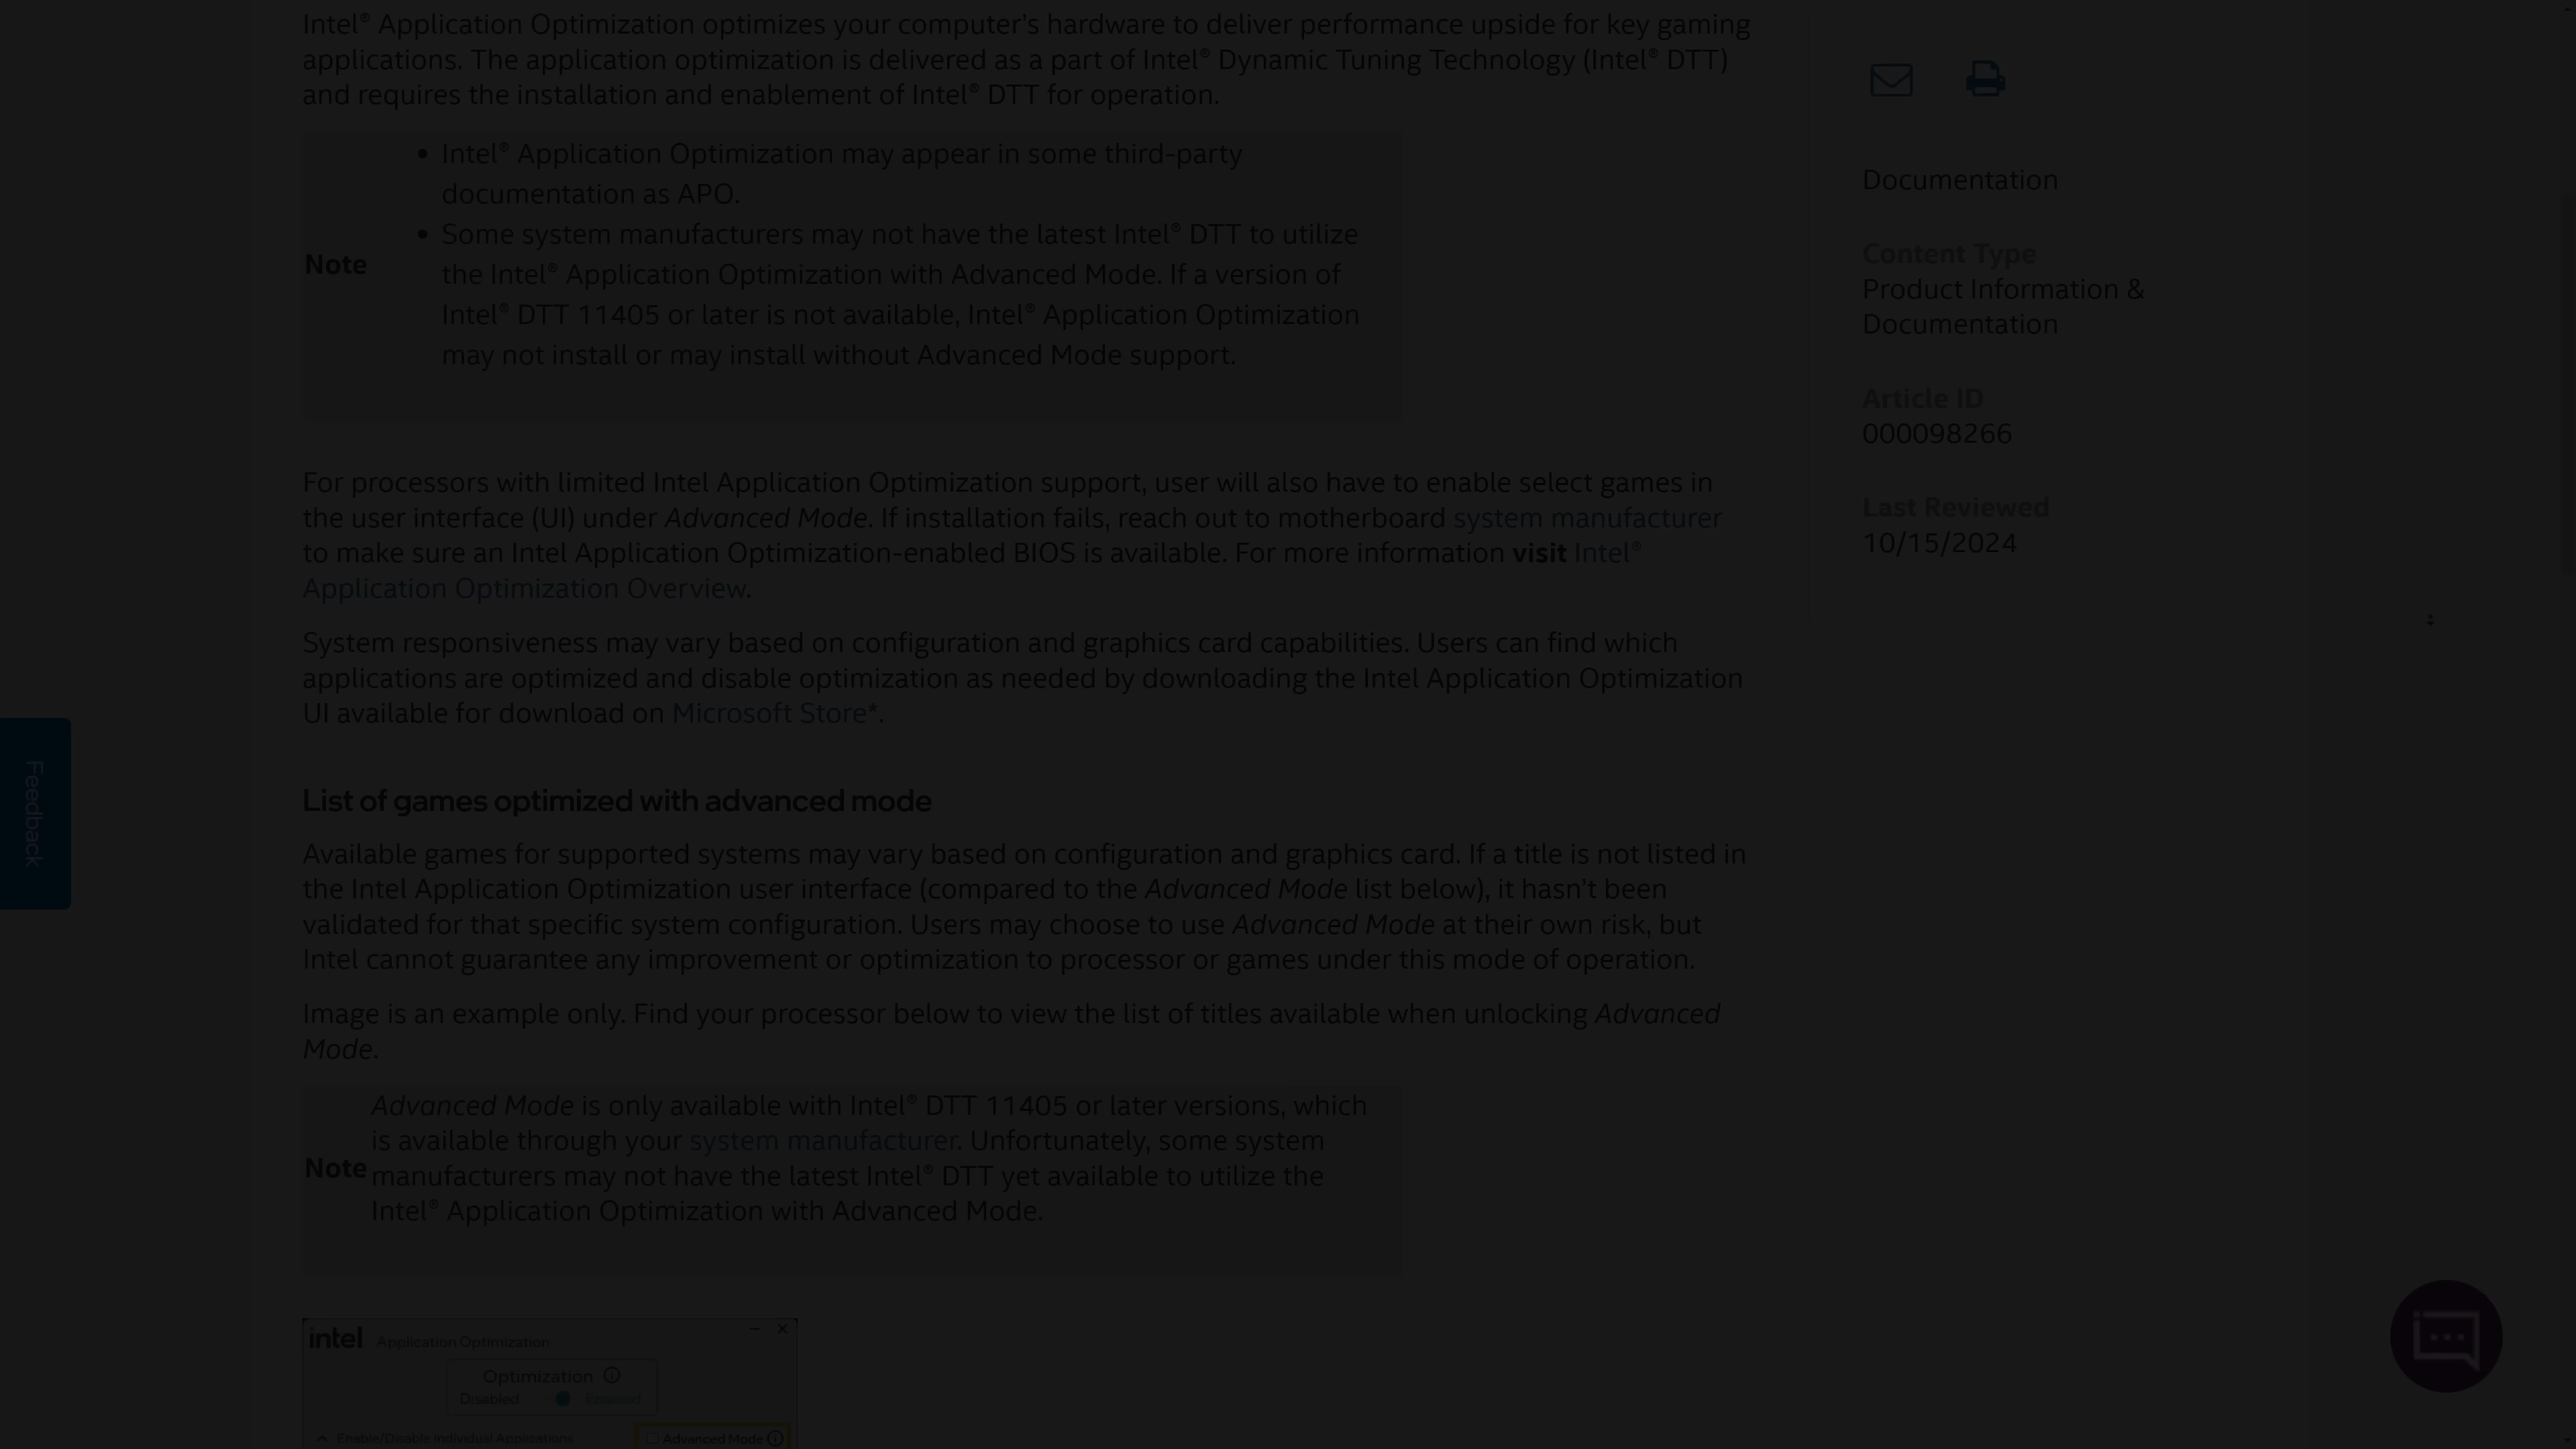 Intel® Application Optimization optimizes your computer’s hardware to deliver performance upside for key gaming
applications. The application optimization is delivered as a part of Intel® Dynamic Tuning Technology (Intel® DTT)
and requires the installation and enablement of Intel® DTT for operation.
Note
• Intel® Application Optimization may appear in some third-party
documentation as APO.
• Some system manufacturers may not have the latest Intel® DTT to utilize
the Intel® Application Optimization with Advanced Mode. If a version of
Intel® DTT 11405 or later is not available, Intel® Application Optimization
may not install or may install without Advanced Mode support.
For processors with limited Intel Application Optimization support, user will also have to enable select games in
the user interface (UI) under Advanced Mode. If installation fails, reach out to motherboard system manufacturer
to make sure an Intel Application Optimization-enabled BIOS is available. For more information visit Intel®
Application Optimization Overview.
System responsiveness may vary based on configuration and graphics card capabilities. Users can find which
applications are optimized and disable optimization as needed by downloading the Intel Application Optimization
UI available for download on Microsoft Store*.
List of games optimized with advanced mode
Available games for supported systems may vary based on configuration and graphics card. If a title is not listed in
the Intel Application Optimization user interface (compared to the Advanced Mode list below), it hasn’t been
validated for that specific system configuration. Users may choose to use Advanced Mode at their own risk, but
Intel cannot guarantee any improvement or optimization to processor or games under this mode of operation.
Image is an example only. Find your processor below to view the list of titles available when unlocking Advanced
Mode.
Note
Advanced Mode is only available with Intel® DTT 11405 or later versions, which
is available through your system manufacturer. Unfortunately, some system
manufacturers may not have the latest Intel® DTT yet available to utilize the
Intel® Application Optimization with Advanced Mode.
intel Application Optimization
Optimization
Disabled Enabled
Enable/Disable Individual Applications Advanced Mode
Documentation
Content Type
Product Information &
Documentation
Article ID
000098266
Last Reviewed
10/15/2024
Feedback